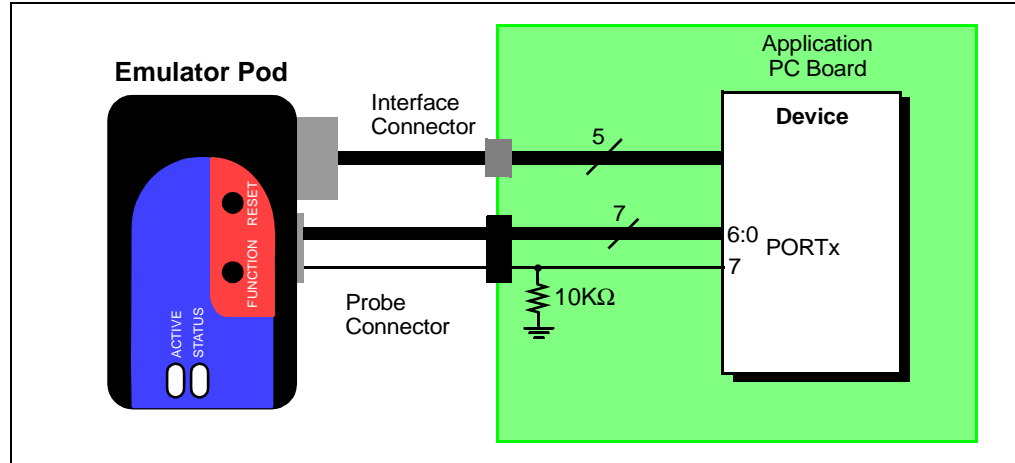 Emulator Pod
RESET
FUNCTION
ACTIVE
STATUS
Interface
Connector
Probe
Connector
Application
PC Board
Device
5
7
6:0
PORTx
7
10KΩ